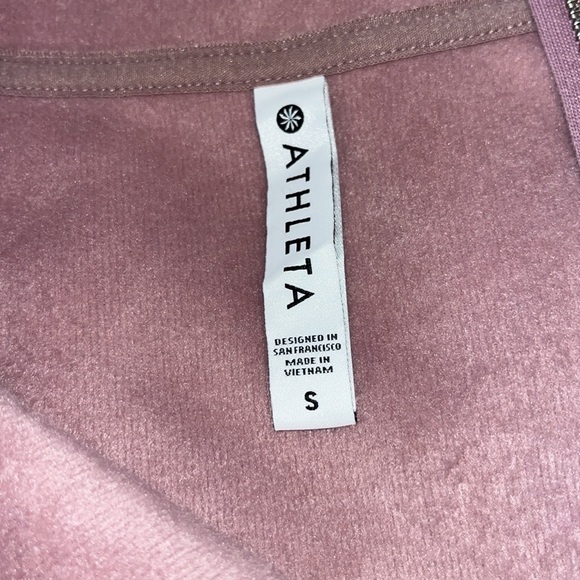 ATHLETA
DESIGNED IN
SAN FRANCISCO
MADE IN
VIETNAM
S